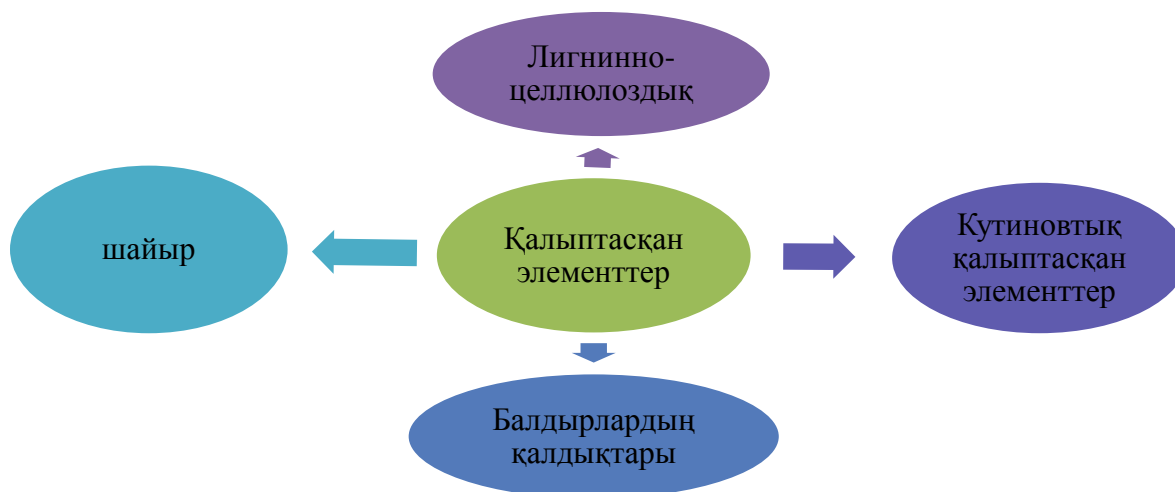 Лигнинно-
целлюлоздық
шайыр
Қалыптасқан
элементтер
Кутиновтық
қалыптасқан
элементтер
Балдырлардың
қалдықтары